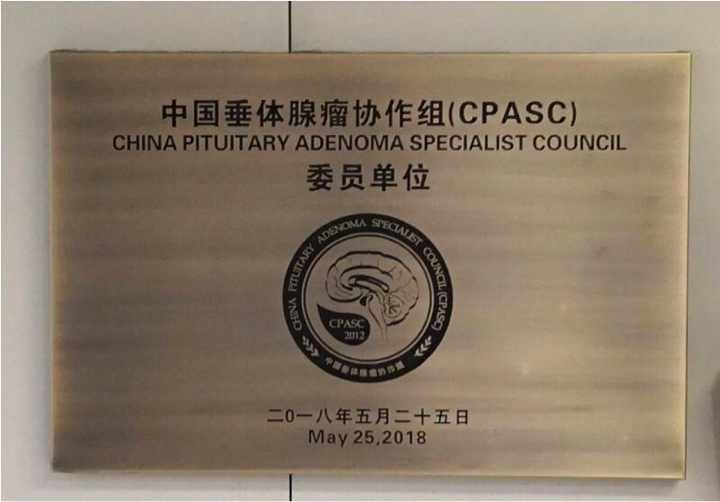 中国垂体腺瘤协作组(CPASC)
CHINA PITUITARY ADENOMA SPECIALIST COUNCIL
委员单位
CHINA PITUITARY ADENOMA SPECIALIST COUNCIL (CPASC)
CPASC
2012
中国垂体腺瘤协作组
二0一八年五月二十五日
May 25,2018